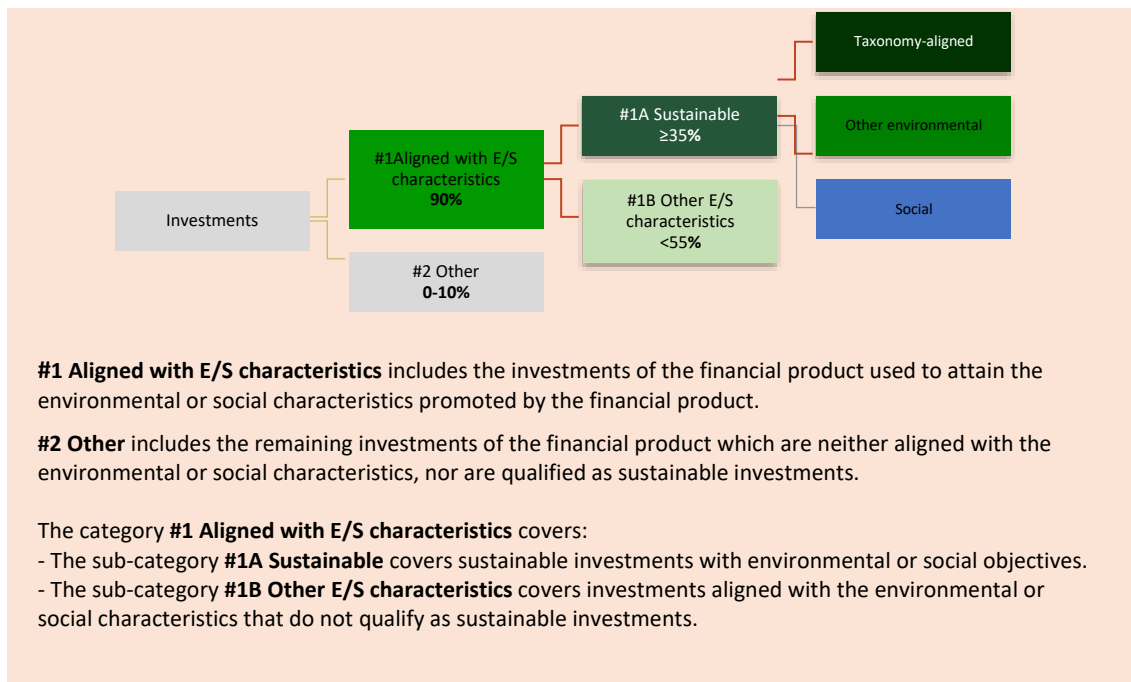 Taxonomy-aligned
#1A Sustainable
≥35%
Other environmental
#1Aligned with E/S
characteristics
90%
#1B Other E/S
characteristics
<55%
Social
Investments
#2 Other
0-10%
#1 Aligned with E/S characteristics includes the investments of the financial product used to attain the
environmental or social characteristics promoted by the financial product.
#2 Other includes the remaining investments of the financial product which are neither aligned with the
environmental or social characteristics, nor are qualified as sustainable investments.
The category #1 Aligned with E/S characteristics covers:
- The sub-category #1A Sustainable covers sustainable investments with environmental or social objectives.
- The sub-category #1B Other E/S characteristics covers investments aligned with the environmental or
social characteristics that do not qualify as sustainable investments.